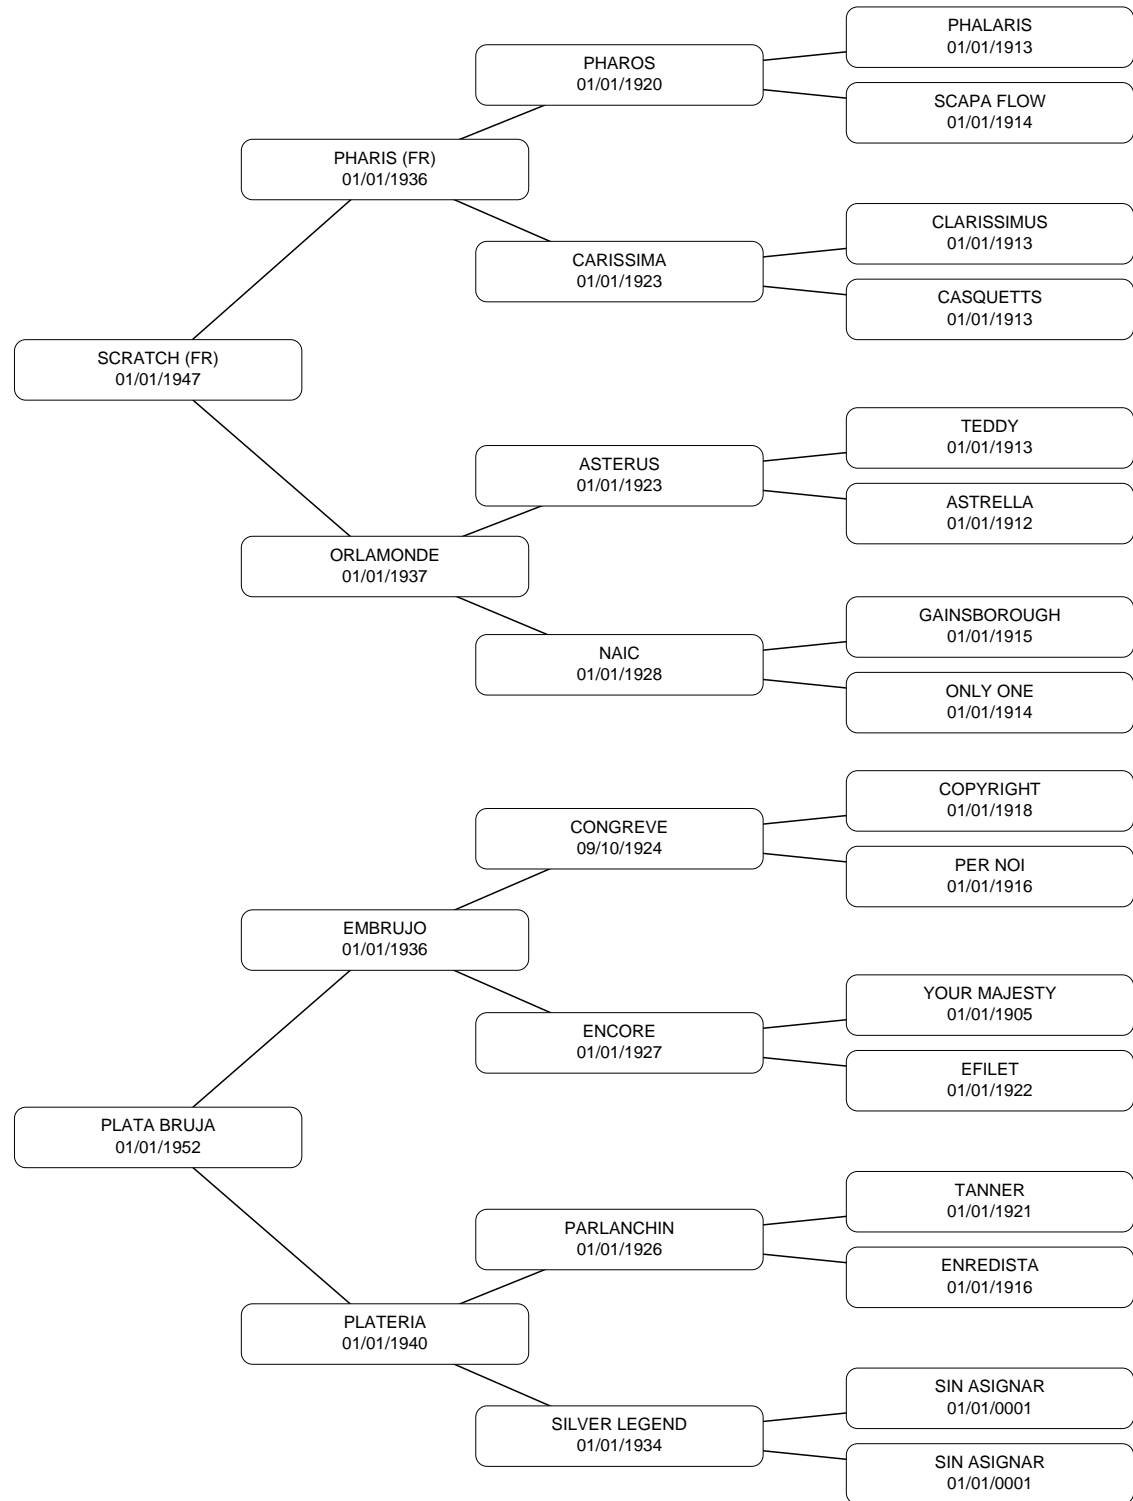 PHALARIS
01/01/1913
PHAROS
01/01/1920
SCAPA FLOW
01/01/1914
PHARIS (FR)
01/01/1936
CLARISSIMUS
01/01/1913
CARISSIMA
01/01/1923
CASQUETTS
01/01/1913
SCRATCH (FR)
01/01/1947
TEDDY
01/01/1913
ASTERUS
01/01/1923
ASTRELLA
01/01/1912
ORLAMONDE
01/01/1937
GAINSBOROUGH
01/01/1915
NAIC
01/01/1928
ONLY ONE
01/01/1914
COPYRIGHT
01/01/1918
CONGREVE
09/10/1924
PER NOI
01/01/1916
EMBRUJO
01/01/1936
YOUR MAJESTY
01/01/1905
ENCORE
01/01/1927
EFILET
01/01/1922
PLATA BRUJA
01/01/1952
TANNER
01/01/1921
PARLANCHIN
01/01/1926
ENREDISTA
01/01/1916
PLATERIA
01/01/1940
SIN ASIGNAR
01/01/0001
SILVER LEGEND
01/01/1934
SIN ASIGNAR
01/01/0001